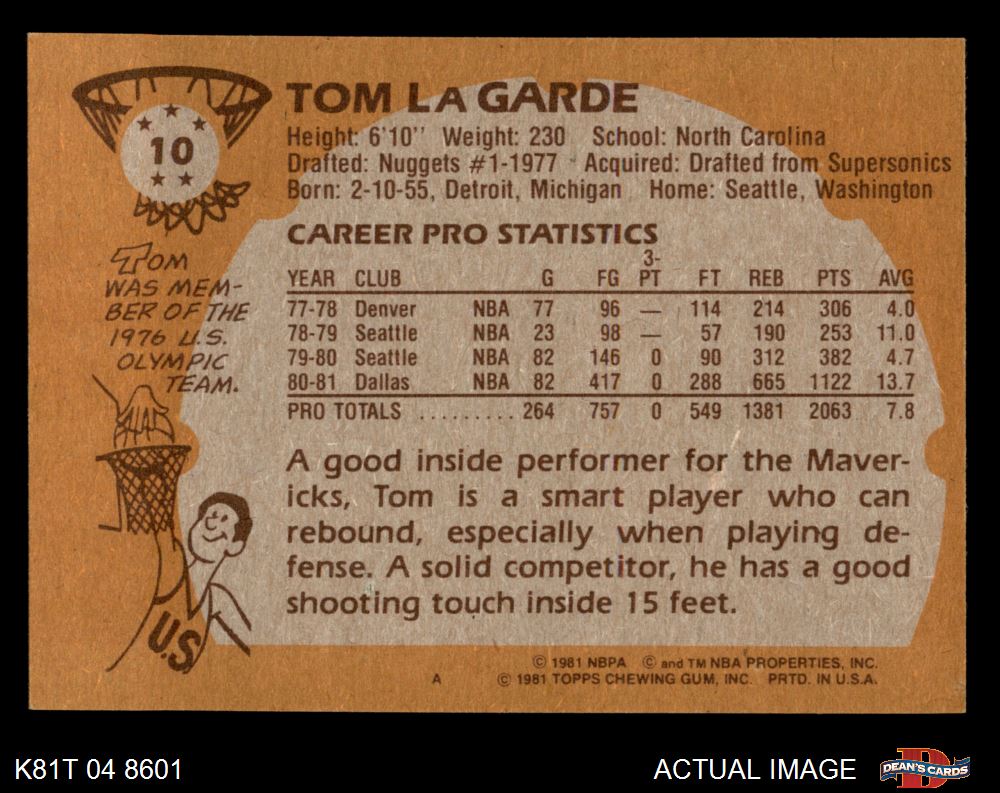 10
TOM LA GARDE
Height: 6'10" Weight: 230 School: North Carolina
Drafted: Nuggets #1-1977 Acquired: Drafted from Supersonics
Born: 2-10-55, Detroit, Michigan Home: Seattle, Washington
TOM
WAS MEM-
BER OF THE
1976 U.S.
OLYMPIC
TEAM.
U.S.
CAREER PRO STATISTICS
YEAR CLUB G FG 3-PT FT REB PTS AVG
77-78 Denver NBA 77 96 — 114 214 306 4.0
78-79 Seattle NBA 23 98 — 57 190 253 11.0
79-80 Seattle NBA 82 146 0 90 312 382 4.7
80-81 Dallas NBA 82 417 0 288 665 1122 13.7
PRO TOTALS ......... 264 757 0 549 1381 2063 7.8
A good inside performer for the Maver-
icks, Tom is a smart player who can
rebound, especially when playing de-
fense. A solid competitor, he has a good
shooting touch inside 15 feet.
© 1981 NBPA © and TM NBA PROPERTIES, INC.
A © 1981 TOPPS CHEWING GUM, INC. PRTD. IN U.S.A.
K81T 04 8601
ACTUAL IMAGE
D
DEAN'S CARDS